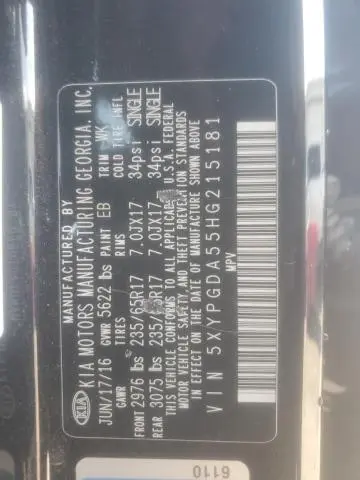 MANUFACTURED BY
KIA KIA MOTORS MANUFACTURING GEORGIA, INC.
JUN/17/16 GVWR 5622 lbs PAINT EB TRIM WK
GAWR TIRES RIMS COLD TIRE INFL
FRONT 2976 lbs 235/65R17 7.0JX17 34psi SINGLE
REAR 3075 lbs 235/65R17 7.0JX17 34psi SINGLE
THIS VEHICLE CONFORMS TO ALL APPLICABLE U.S.A. FEDERAL
MOTOR VEHICLE SAFETY, AND THEFT PREVENTION STANDARDS
IN EFFECT ON THE DATE OF MANUFACTURE SHOWN ABOVE
VIN 5XYPGDA55HG215181
MPV
6110